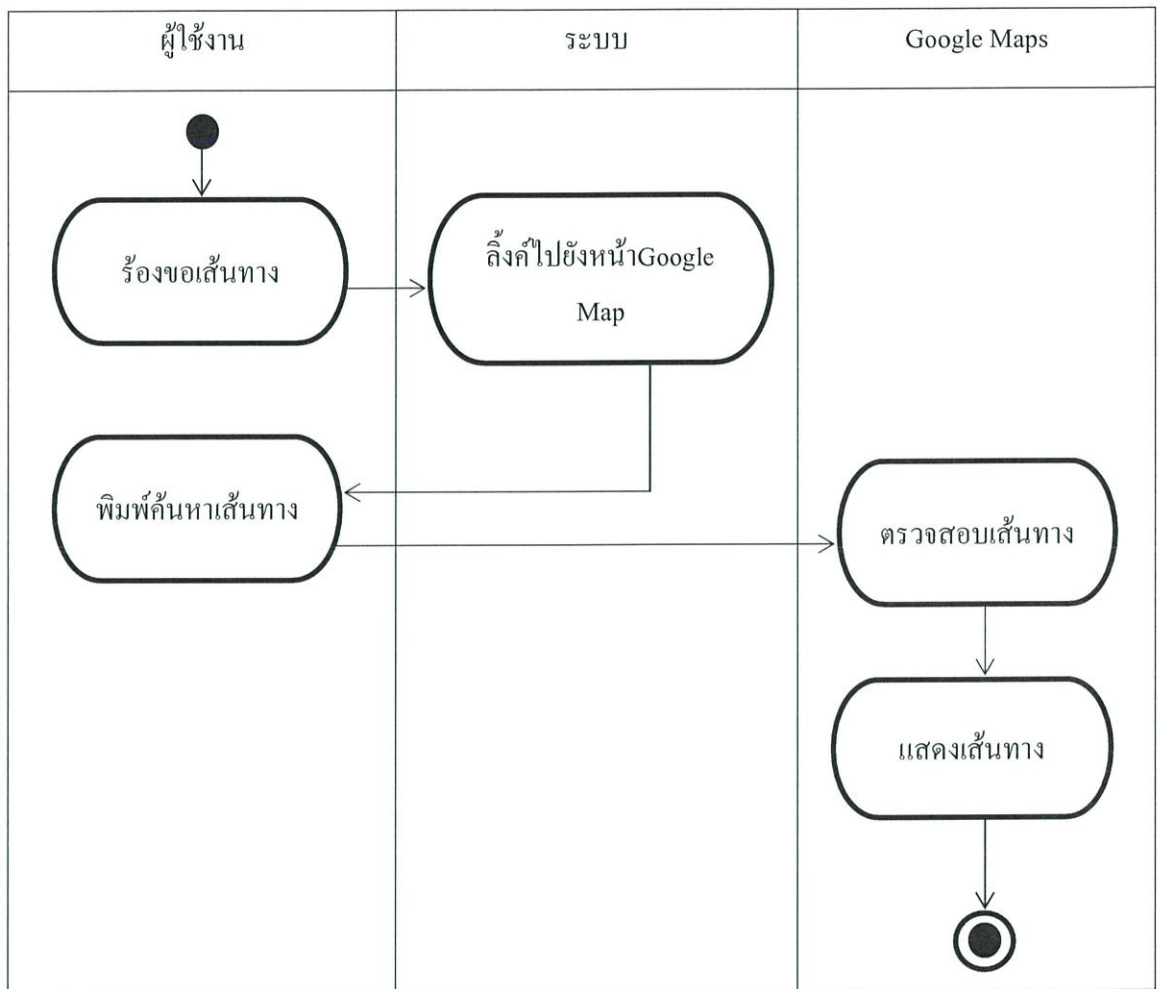 ผู้ใช้งาน
ระบบ
Google Maps
ร้องขอเส้นทาง
ลิ้งค์ไปยังหน้าGoogle
Map
พิมพ์ค้นหาเส้นทาง
ตรวจสอบเส้นทาง
แสดงเส้นทาง